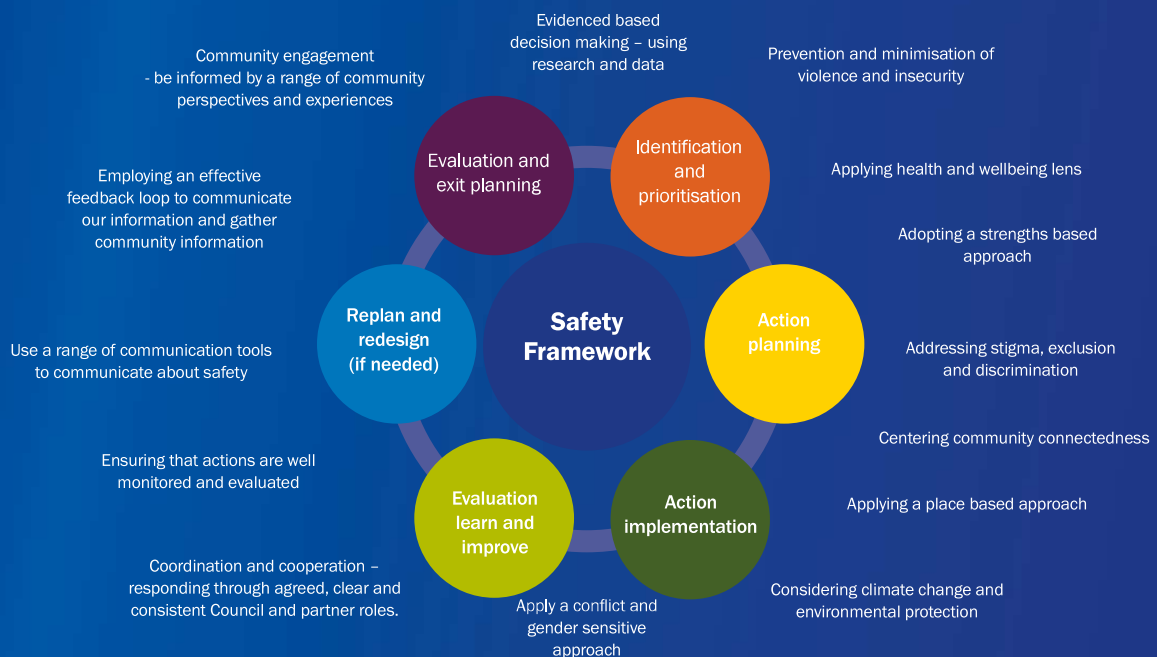 Evidenced based
decision making – using
research and data
Prevention and minimisation of
violence and insecurity
Applying health and wellbeing lens
Adopting a strengths based
approach
Addressing stigma, exclusion
and discrimination
Centering community connectedness
Applying a place based approach
Considering climate change and
environmental protection
Apply a conflict and
gender sensitive
approach
Coordination and cooperation –
responding through agreed, clear and
consistent Council and partner roles.
Ensuring that actions are well
monitored and evaluated
Use a range of communication tools
to communicate about safety
Employing an effective
feedback loop to communicate
our information and gather
community information
Community engagement
- be informed by a range of community
perspectives and experiences
Safety
Framework
Identification
and
prioritisation
Action
planning
Action
implementation
Evaluation
learn and
improve
Replan and
redesign
(if needed)
Evaluation and
exit planning